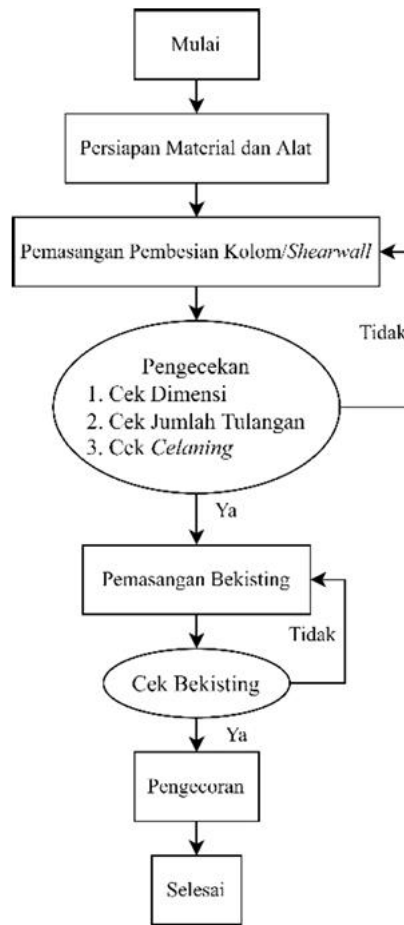 Mulai
Persiapan Material dan Alat
Pemasangan Pembesian Kolom/Shearwall
Tidak
Pengecekan
1. Cek Dimensi
2. Cek Jumlah Tulangan
3. Cek Celaning
Ya
Pemasangan Bekisting
Tidak
Cek Bekisting
Ya
Pengecoran
Selesai